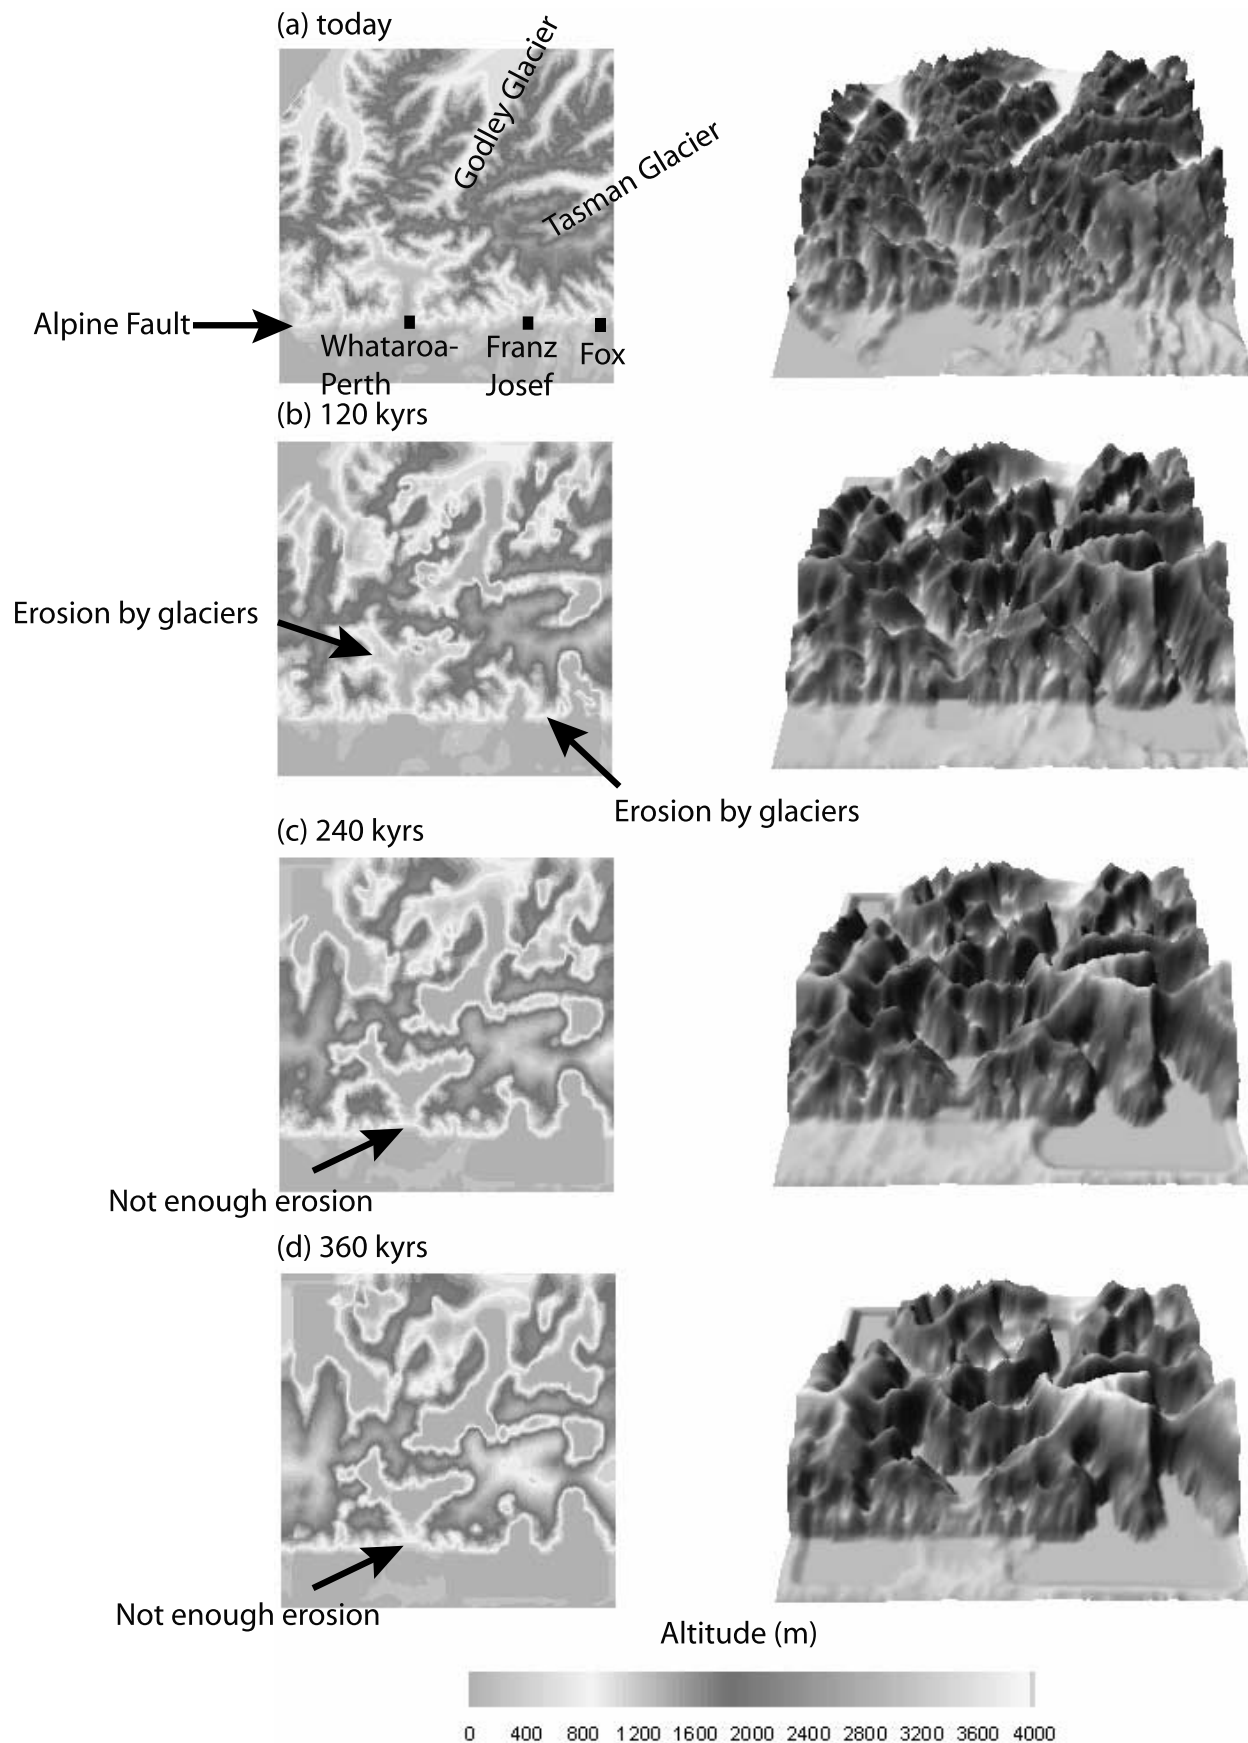 (a) today
Godley Glacier
Tasman Glacier
Alpine Fault
Whataroa-
Perth
Franz
Josef
Fox
(b) 120 kyrs
Erosion by glaciers
Erosion by glaciers
(c) 240 kyrs
Not enough erosion
(d) 360 kyrs
Not enough erosion
Altitude (m)
0 400 800 1200 1600 2000 2400 2800 3200 3600 4000